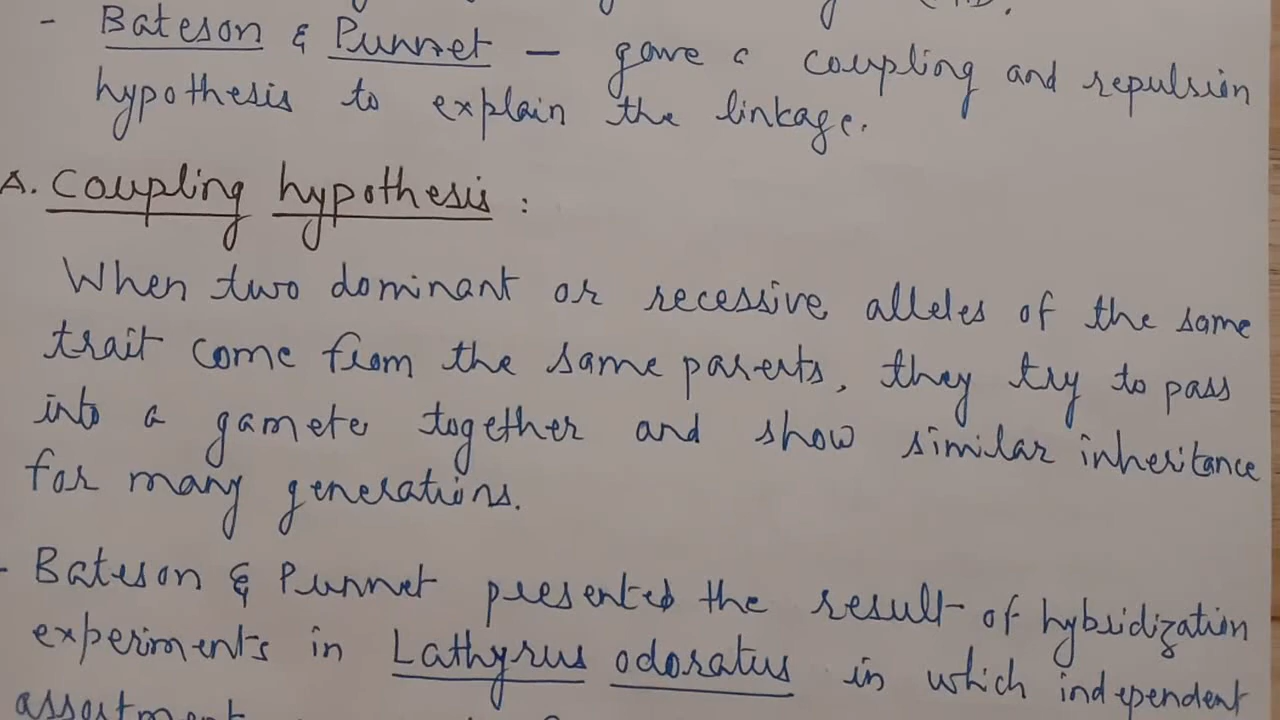 - Bateson & Punnet - gave a coupling and repulsion
hypothesis to explain the linkage.
A. Coupling hypothesis :
When two dominant or recessive alleles of the same
trait come from the same parents, they try to pass
into a gamete together and show similar inheritance
for many generations.
- Bateson & Punnet presented the result of hybridization
experiments in Lathyrus odoratus in which independent
assortment